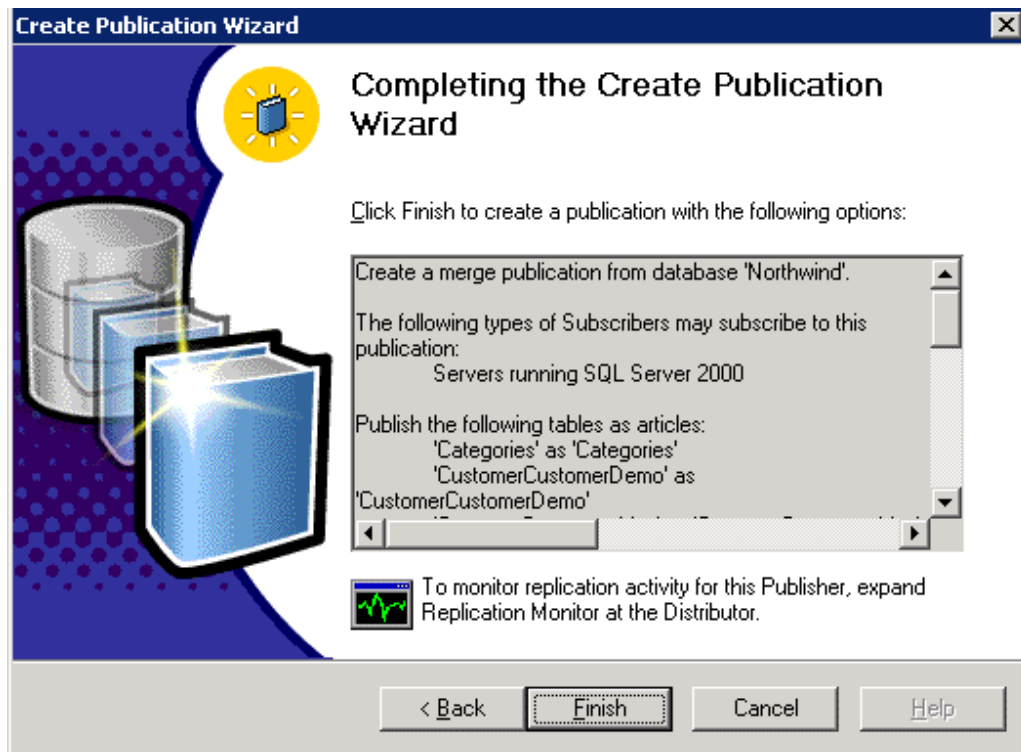 Create Publication Wizard
Completing the Create Publication
Wizard
Click Finish to create a publication with the following options:
Create a merge publication from database 'Northwind'.
The following types of Subscribers may subscribe to this
publication:
Servers running SQL Server 2000
Publish the following tables as articles:
'Categories' as 'Categories'
'CustomerCustomerDemo' as
'CustomerCustomerDemo'
To monitor replication activity for this Publisher, expand
Replication Monitor at the Distributor.
< Back
Finish
Cancel
Help